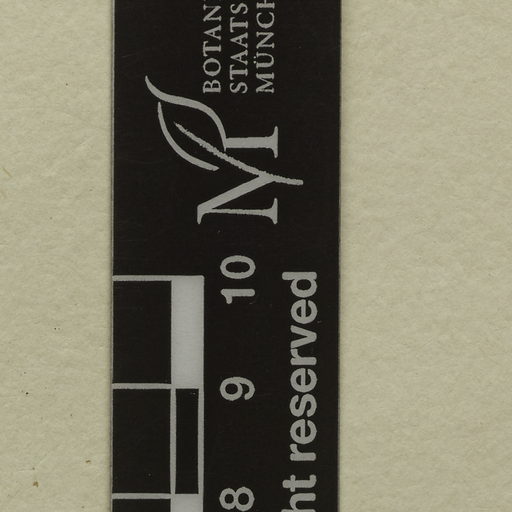 BOTAN
STAATS
MÜNCH
M
10
9
8
ht reserved